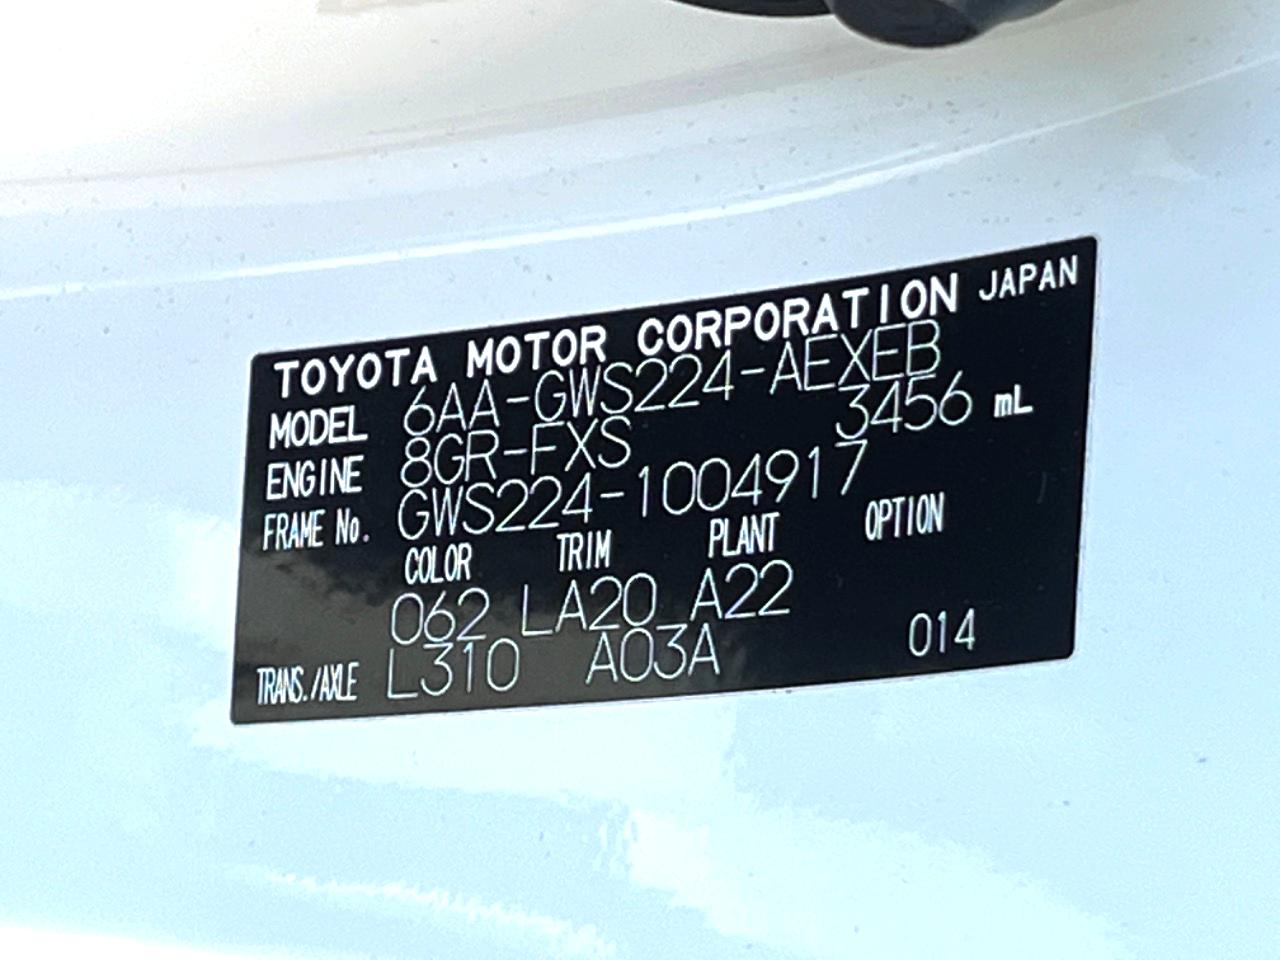 TOYOTA MOTOR CORPORATION JAPAN
MODEL 6AA-GWS224-AEXEB
ENGINE 8GR-FXS 3456 mL
FRAME No. GWS224-1004917
COLOR TRIM PLANT OPTION
062 LA20 A22
TRANS./AXLE L310 A03A 014